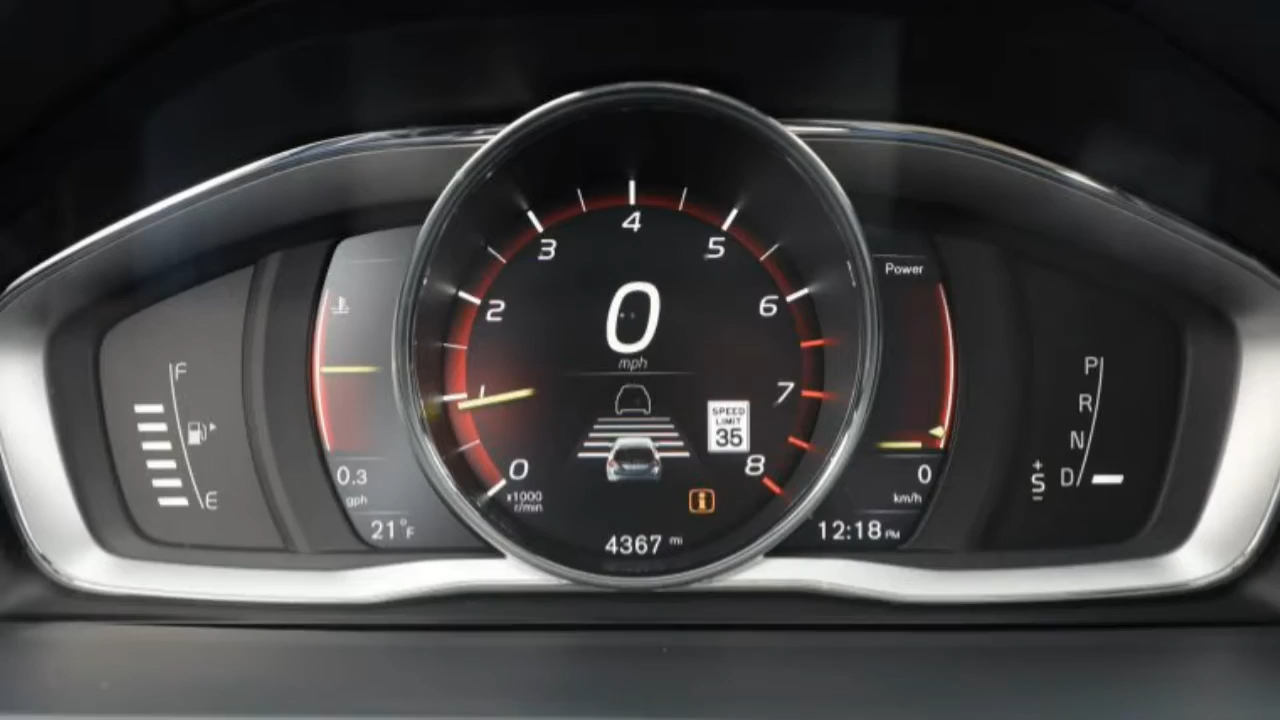 F
E
0.3
gph
21°F
0
1
2
3
4
5
6
7
8
x1000
r/min
0
mph
SPEED
LIMIT
35
i
4367 mi
Power
0
km/h
12:18 PM
P
R
N
D
+
S
-